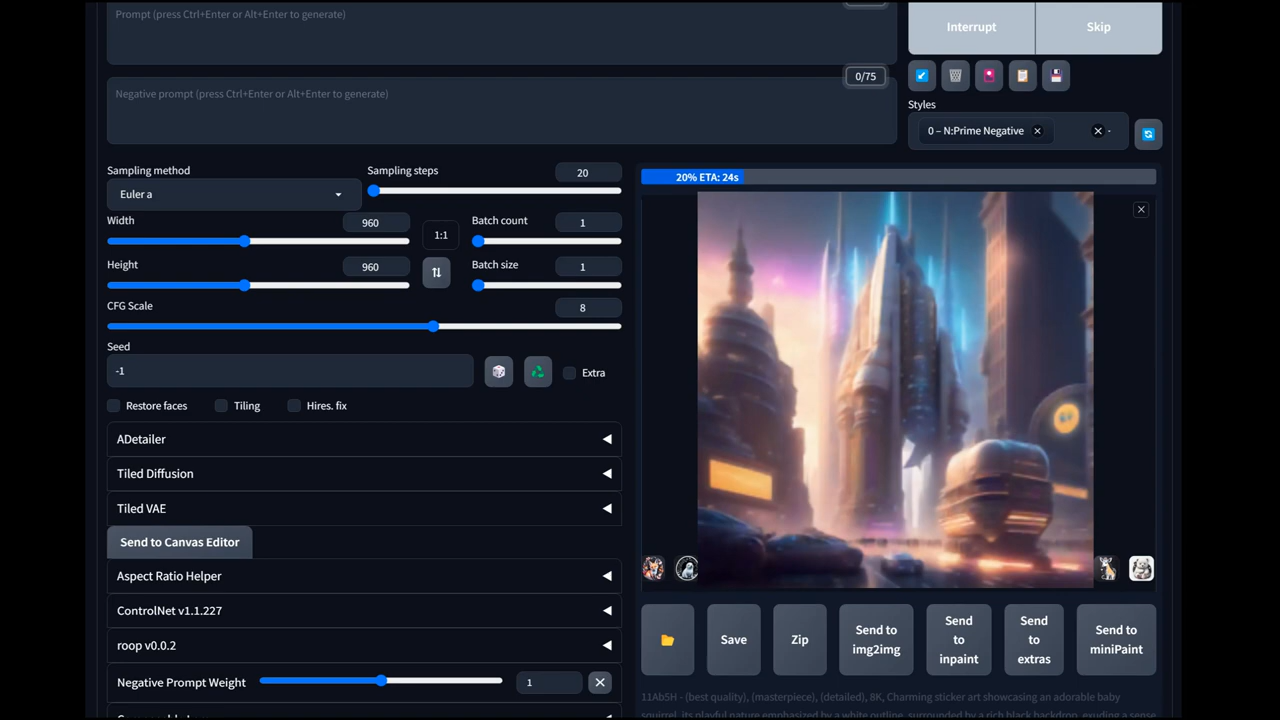 Prompt (press Ctrl+Enter or Alt+Enter to generate)
Interrupt
Skip
0/75
Negative prompt (press Ctrl+Enter or Alt+Enter to generate)
Styles
0 – N:Prime Negative
Sampling method
Sampling steps
20
Euler a
20% ETA: 24s
Width
960
1:1
Batch count
1
Height
960
Batch size
1
CFG Scale
8
Seed
-1
Extra
Restore faces
Tiling
Hires. fix
ADetailer
Tiled Diffusion
Tiled VAE
Send to Canvas Editor
Aspect Ratio Helper
ControlNet v1.1.227
roop v0.0.2
Negative Prompt Weight
1
Save
Zip
Send to
img2img
Send
to
inpaint
Send
to
extras
Send to
miniPaint
11AbSH - (best quality), (masterpiece), (detailed), 8K, Charming sticker art showcasing an adorable baby
squirrel, its playful nature emphasized by a white outline, surrounded by a rich black backdrop, exuding a sense